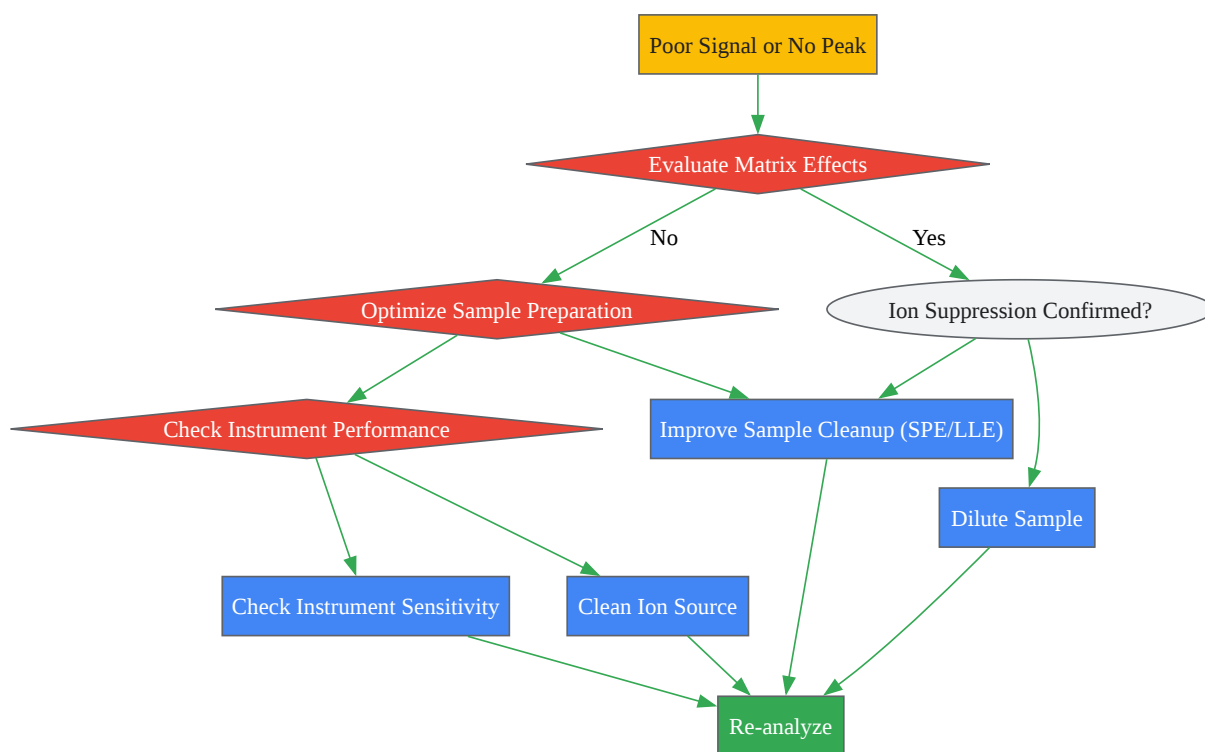 Poor Signal or No Peak
Evaluate Matrix Effects
No
Yes
Optimize Sample Preparation
Ion Suppression Confirmed?
Check Instrument Performance
Improve Sample Cleanup (SPE/LLE)
Dilute Sample
Check Instrument Sensitivity
Clean Ion Source
Re-analyze